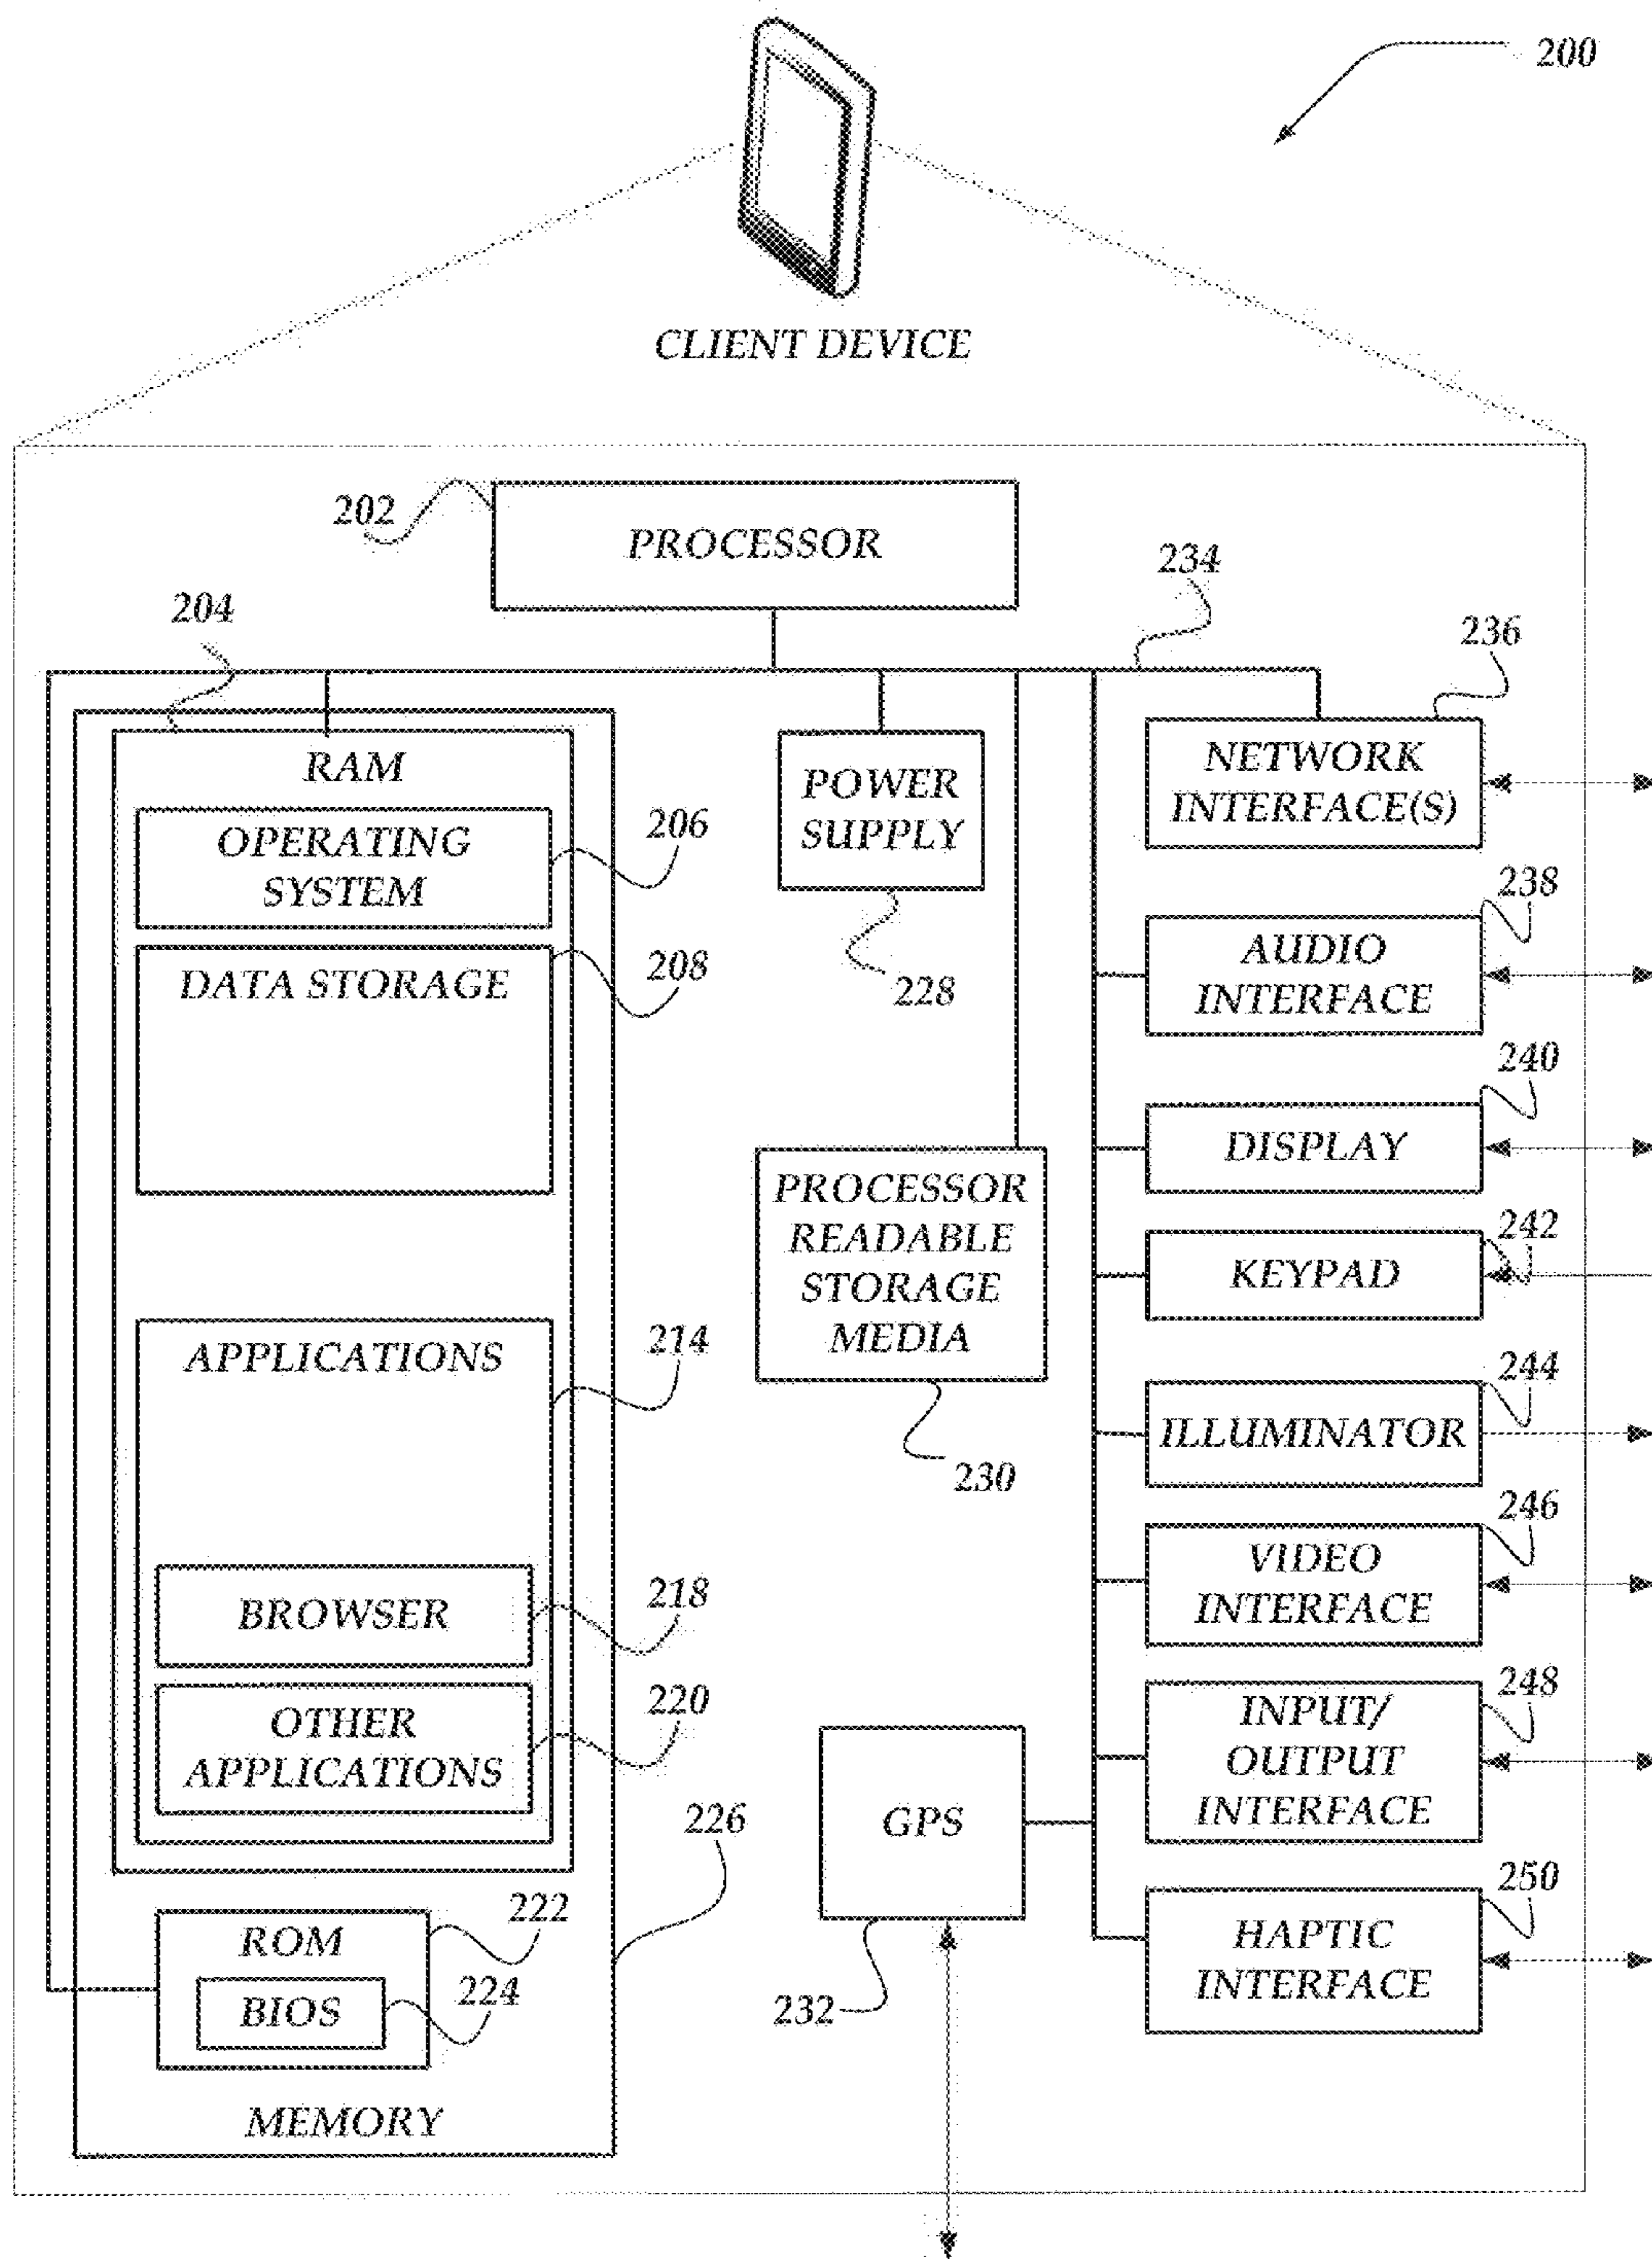 200
CLIENT DEVICE
202
PROCESSOR
234
204
236
RAM
OPERATING
SYSTEM
206
DATA STORAGE
208
APPLICATIONS
214
BROWSER
218
OTHER
APPLICATIONS
220
226
ROM
222
BIOS
224
MEMORY
POWER
SUPPLY
228
PROCESSOR
READABLE
STORAGE
MEDIA
230
GPS
232
NETWORK
INTERFACE(S)
238
AUDIO
INTERFACE
240
DISPLAY
242
KEYPAD
244
ILLUMINATOR
246
VIDEO
INTERFACE
248
INPUT/
OUTPUT
INTERFACE
250
HAPTIC
INTERFACE